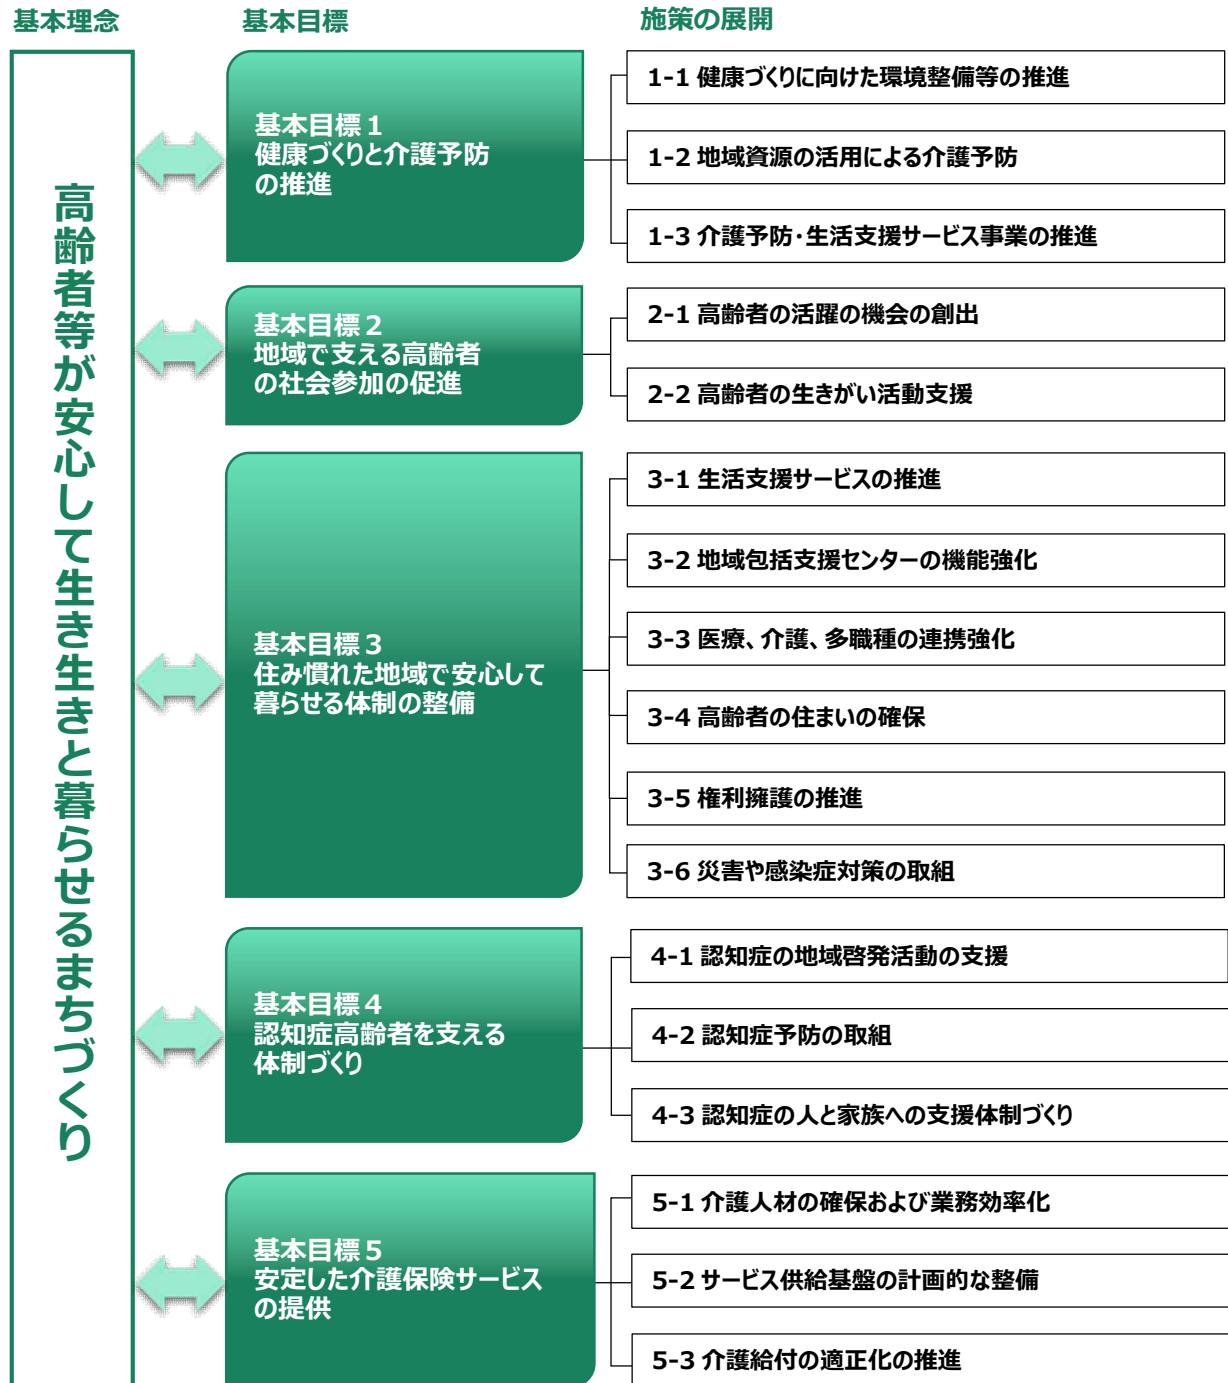 基本理念
基本目標
施策の展開
高齢者等が安心して生き生きと暮らせるまちづくり
基本目標1
健康づくりと介護予防
の推進
1-1 健康づくりに向けた環境整備等の推進
1-2 地域資源の活用による介護予防
1-3 介護予防・生活支援サービス事業の推進
基本目標2
地域で支える高齢者
の社会参加の促進
2-1 高齢者の活躍の機会の創出
2-2 高齢者の生きがい活動支援
基本目標3
住み慣れた地域で安心して
暮らせる体制の整備
3-1 生活支援サービスの推進
3-2 地域包括支援センターの機能強化
3-3 医療、介護、多職種の連携強化
3-4 高齢者の住まいの確保
3-5 権利擁護の推進
3-6 災害や感染症対策の取組
基本目標4
認知症高齢者を支える
体制づくり
4-1 認知症の地域啓発活動の支援
4-2 認知症予防の取組
4-3 認知症の人と家族への支援体制づくり
基本目標5
安定した介護保険サービス
の提供
5-1 介護人材の確保および業務効率化
5-2 サービス供給基盤の計画的な整備
5-3 介護給付の適正化の推進